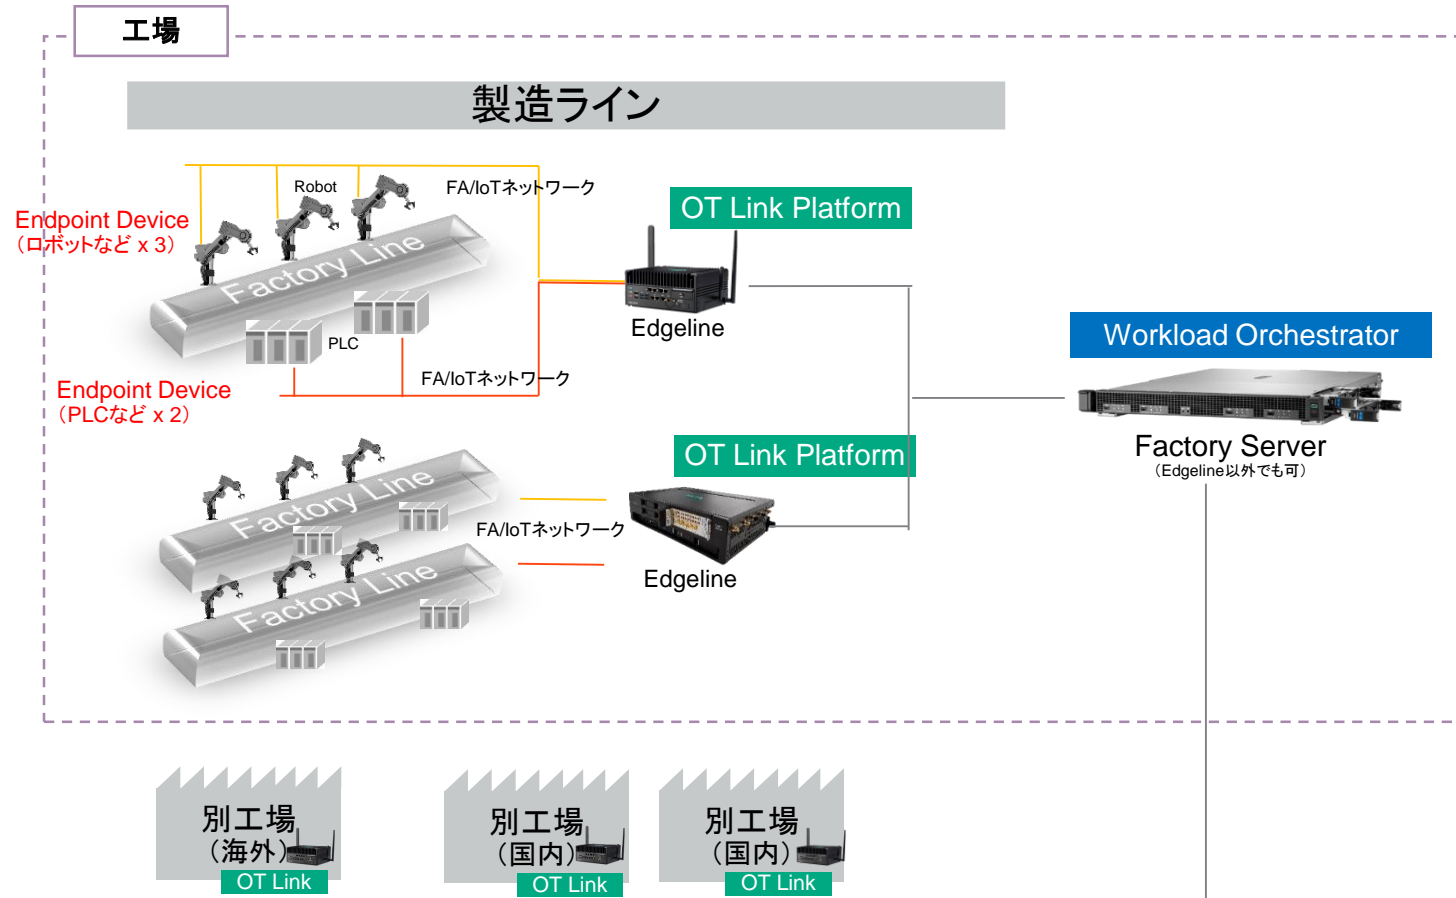 工場
製造ライン
Robot
FA/IoTネットワーク
OT Link Platform
Endpoint Device
（ロボットなど x 3）
Factory Line
Edgeline
PLC
FA/IoTネットワーク
Endpoint Device
（PLCなど x 2）
Workload Orchestrator
Factory Server
（Edgeline以外でも可）
OT Link Platform
Factory Line
FA/IoTネットワーク
Edgeline
Factory Line
別工場
（海外）
OT Link
別工場
（国内）
OT Link
別工場
（国内）
OT Link